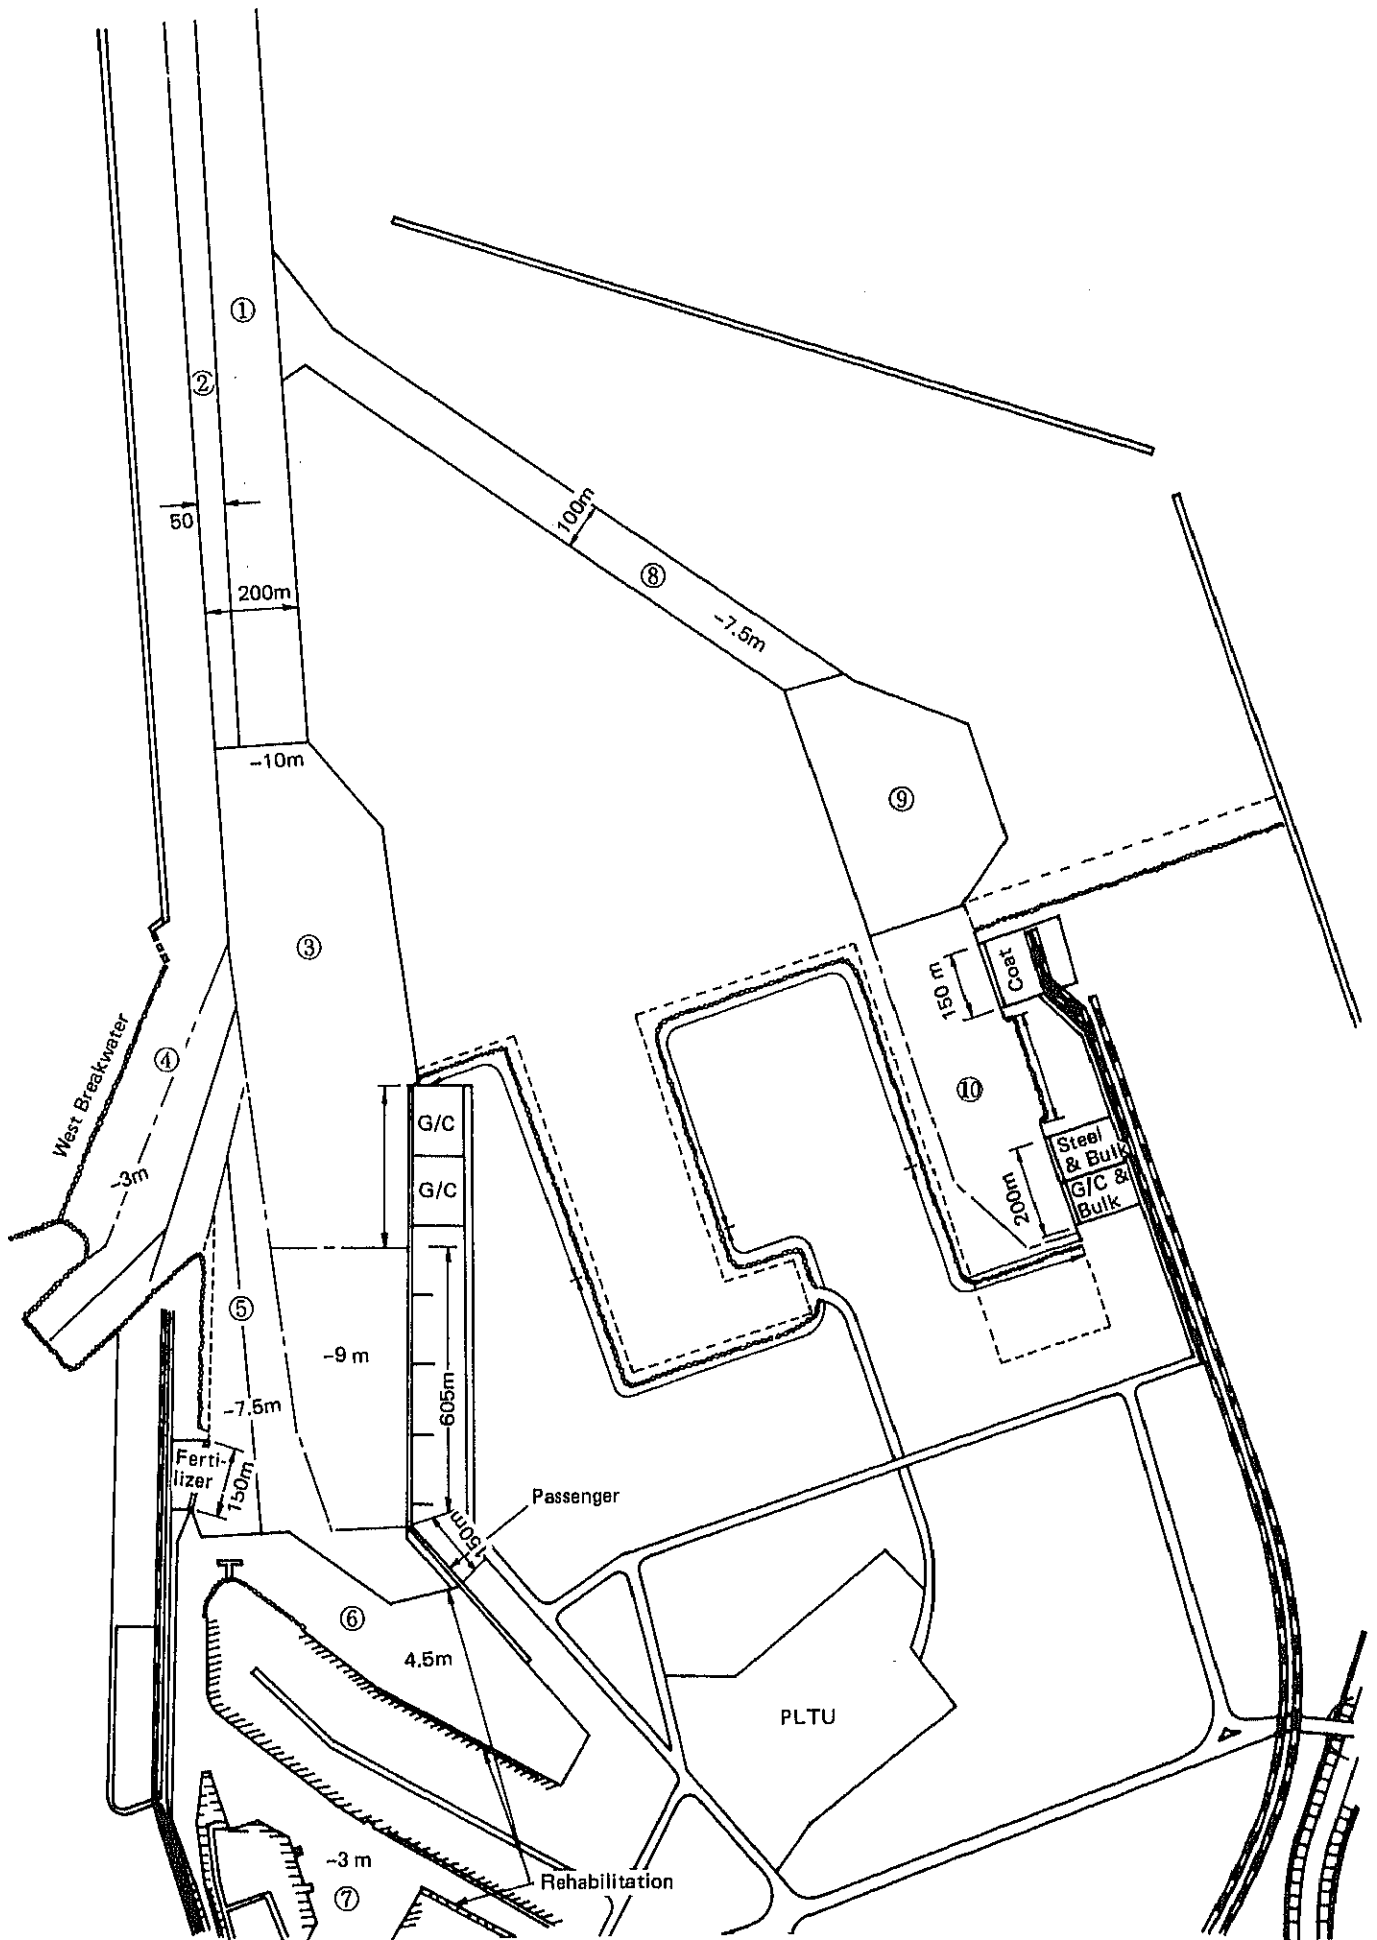 ①
②
50
100m
⑧
200m
-7.5m
-10m
⑨
③
150 m
Coat
West Breakwater
④
⑩
G/C
Steel
& Bulk
-3m
G/C
200m
G/C &
Bulk
⑤
-9 m
605m
-7.5m
Ferti-
lizer
150m
Passenger
150m
⑥
4.5m
PLTU
-3 m
⑦
Rehabilitation